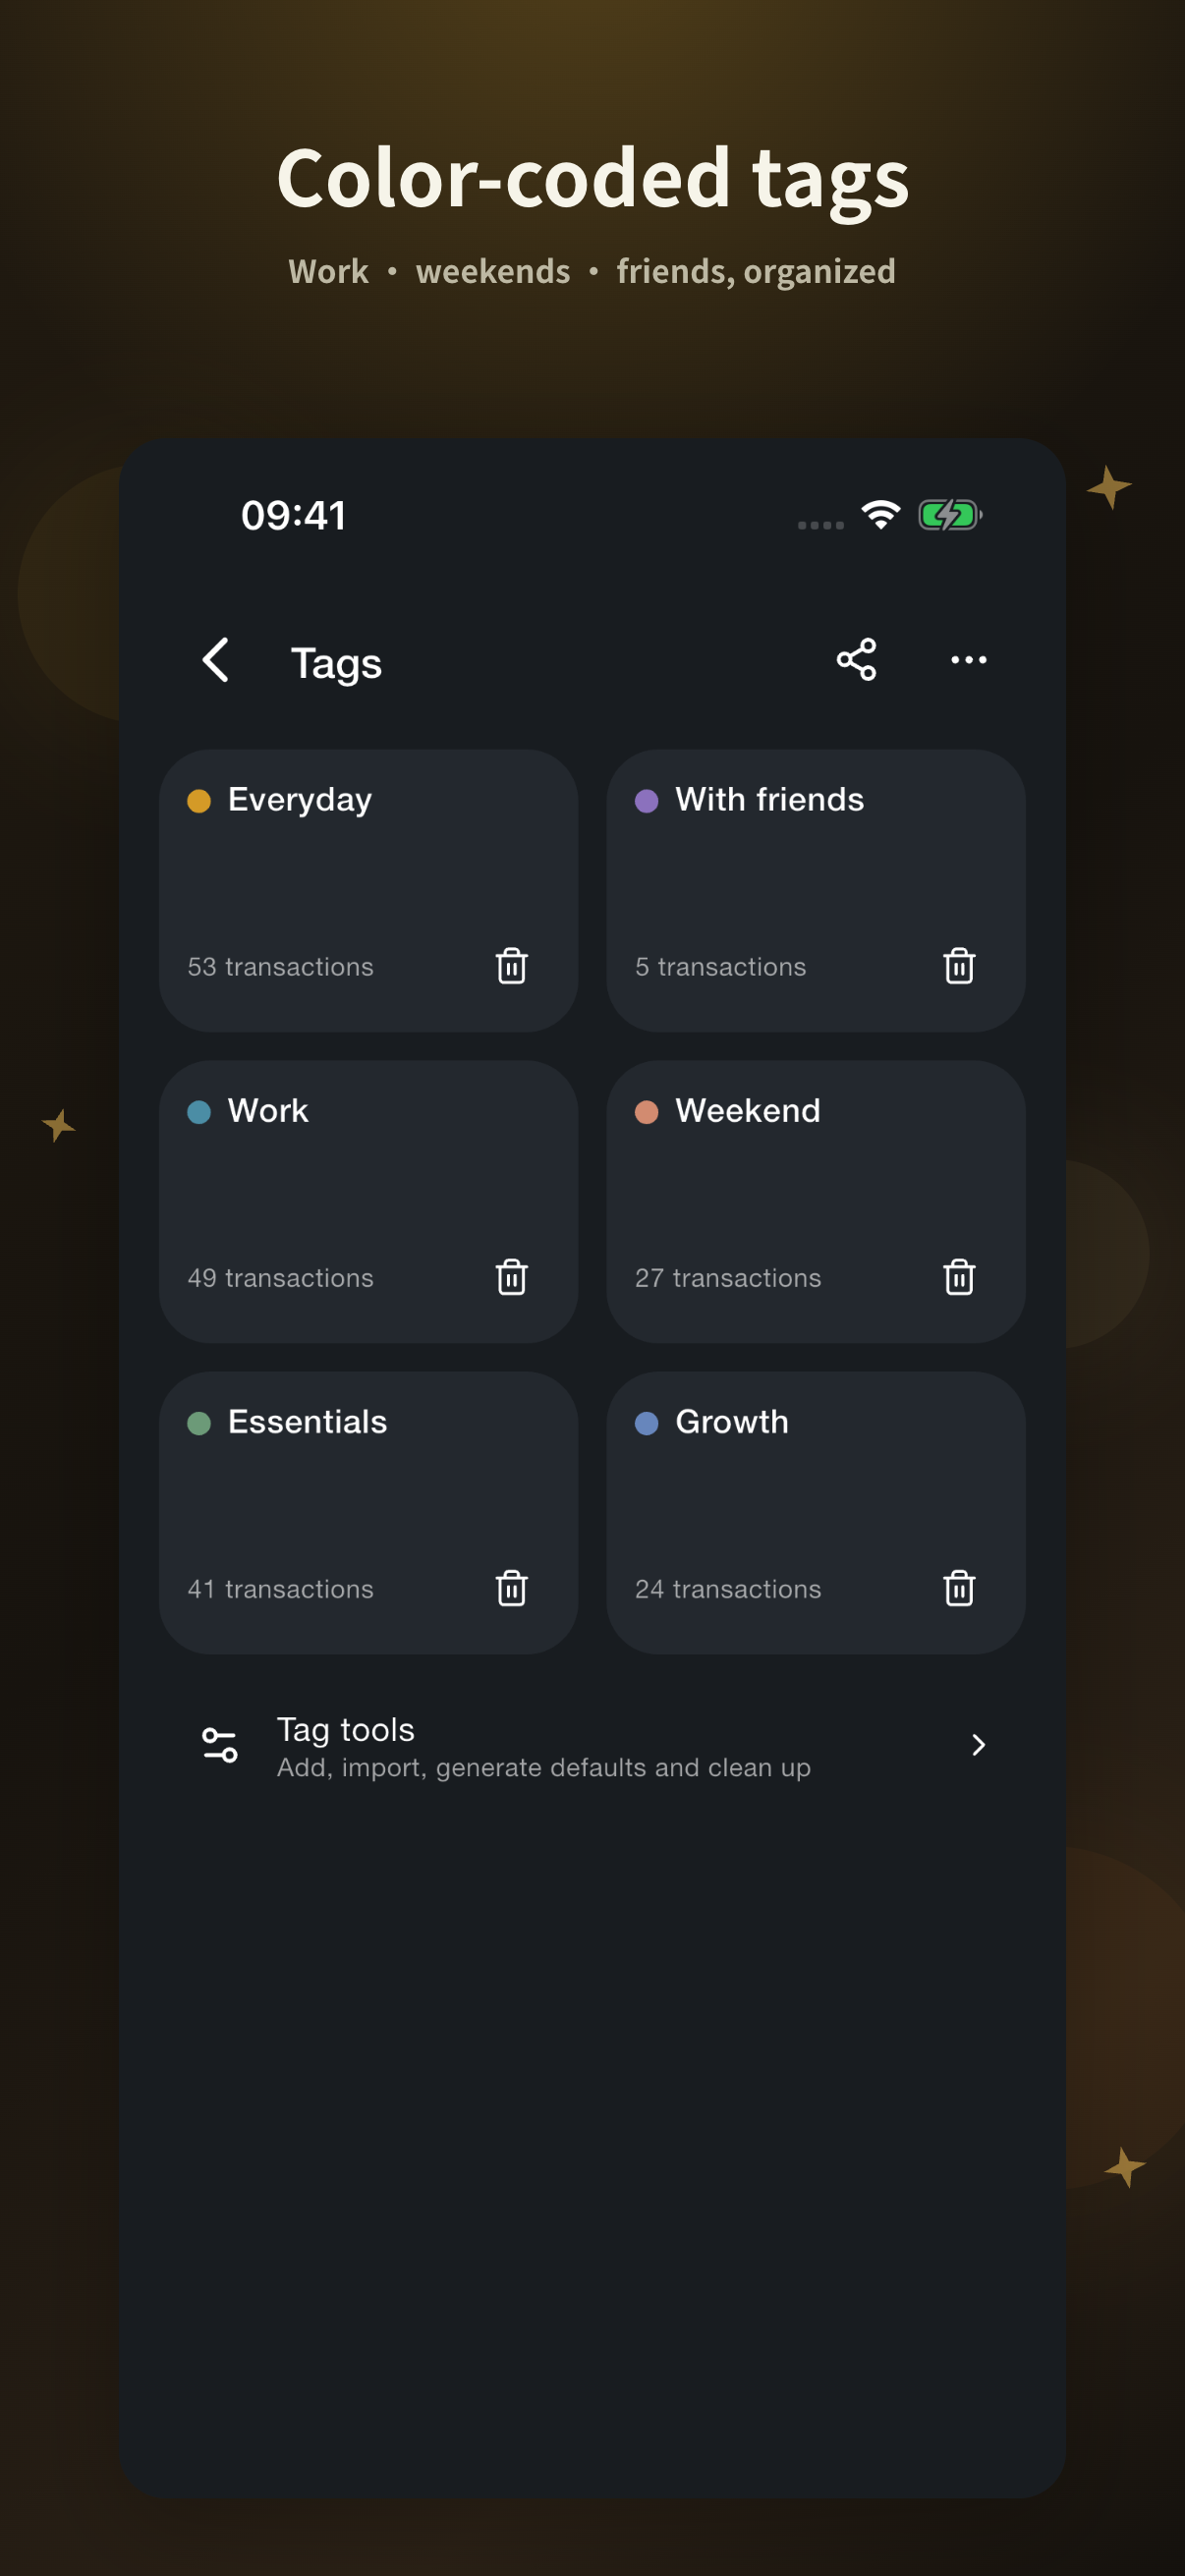 Color-coded tags
Work • weekends • friends, organized
09:41
Tags
Everyday
With friends
53 transactions
5 transactions
Work
Weekend
49 transactions
27 transactions
Essentials
Growth
41 transactions
24 transactions
Tag tools
Add, import, generate defaults and clean up